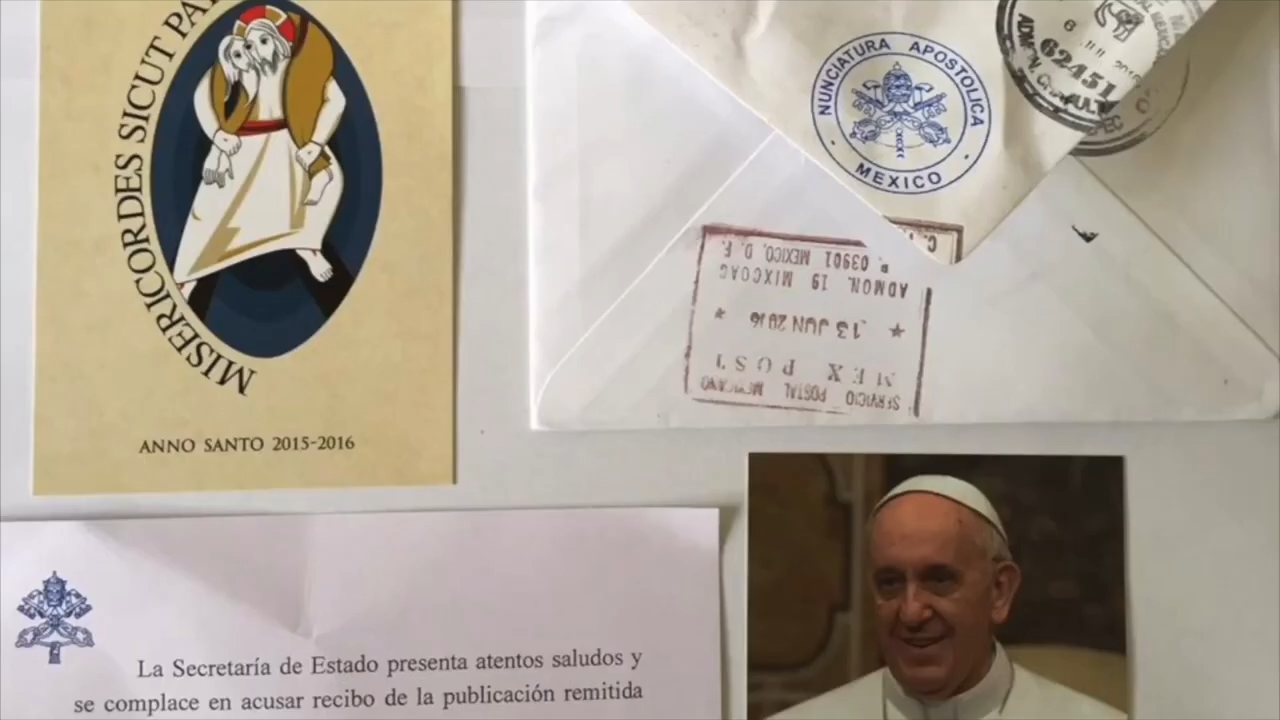 MISERICORDES SICUT PA
ANNO SANTO 2015-2016
NUNCIATURA APOSTOLICA
MEXICO
62451
SERVICIO POSTAL MEXICANO
MEX POST
★ 13 JUN 2016 ★
ADMON. 19 MIXCOAC
03901 MEXICO, D. F.
La Secretaría de Estado presenta atentos saludos y
se complace en acusar recibo de la publicación remitida